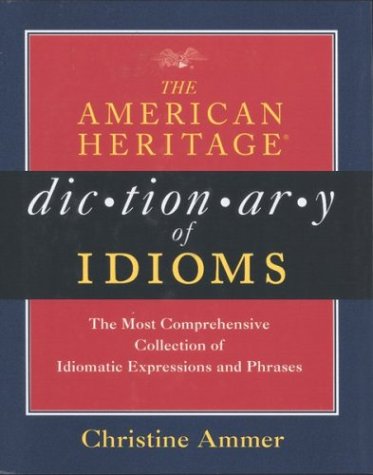 THE
AMERICAN
HERITAGE®
dic•tion•ar•y
of
IDIOMS
The Most Comprehensive
Collection of
Idiomatic Expressions and Phrases
Christine Ammer